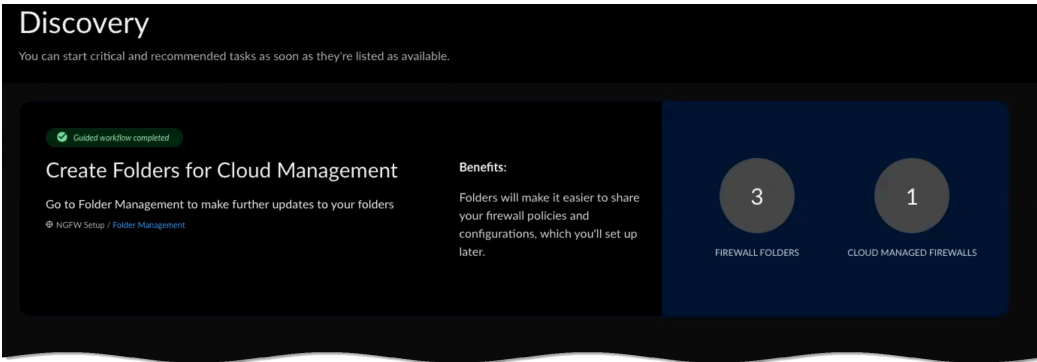 Discovery
You can start critical and recommended tasks as soon as they're listed as available.
Guided workflow completed
Create Folders for Cloud Management
Go to Folder Management to make further updates to your folders
NGFW Setup / Folder Management
Benefits:
Folders will make it easier to share
your firewall policies and
configurations, which you'll set up
later.
3
FIREWALL FOLDERS
1
CLOUD MANAGED FIREWALLS